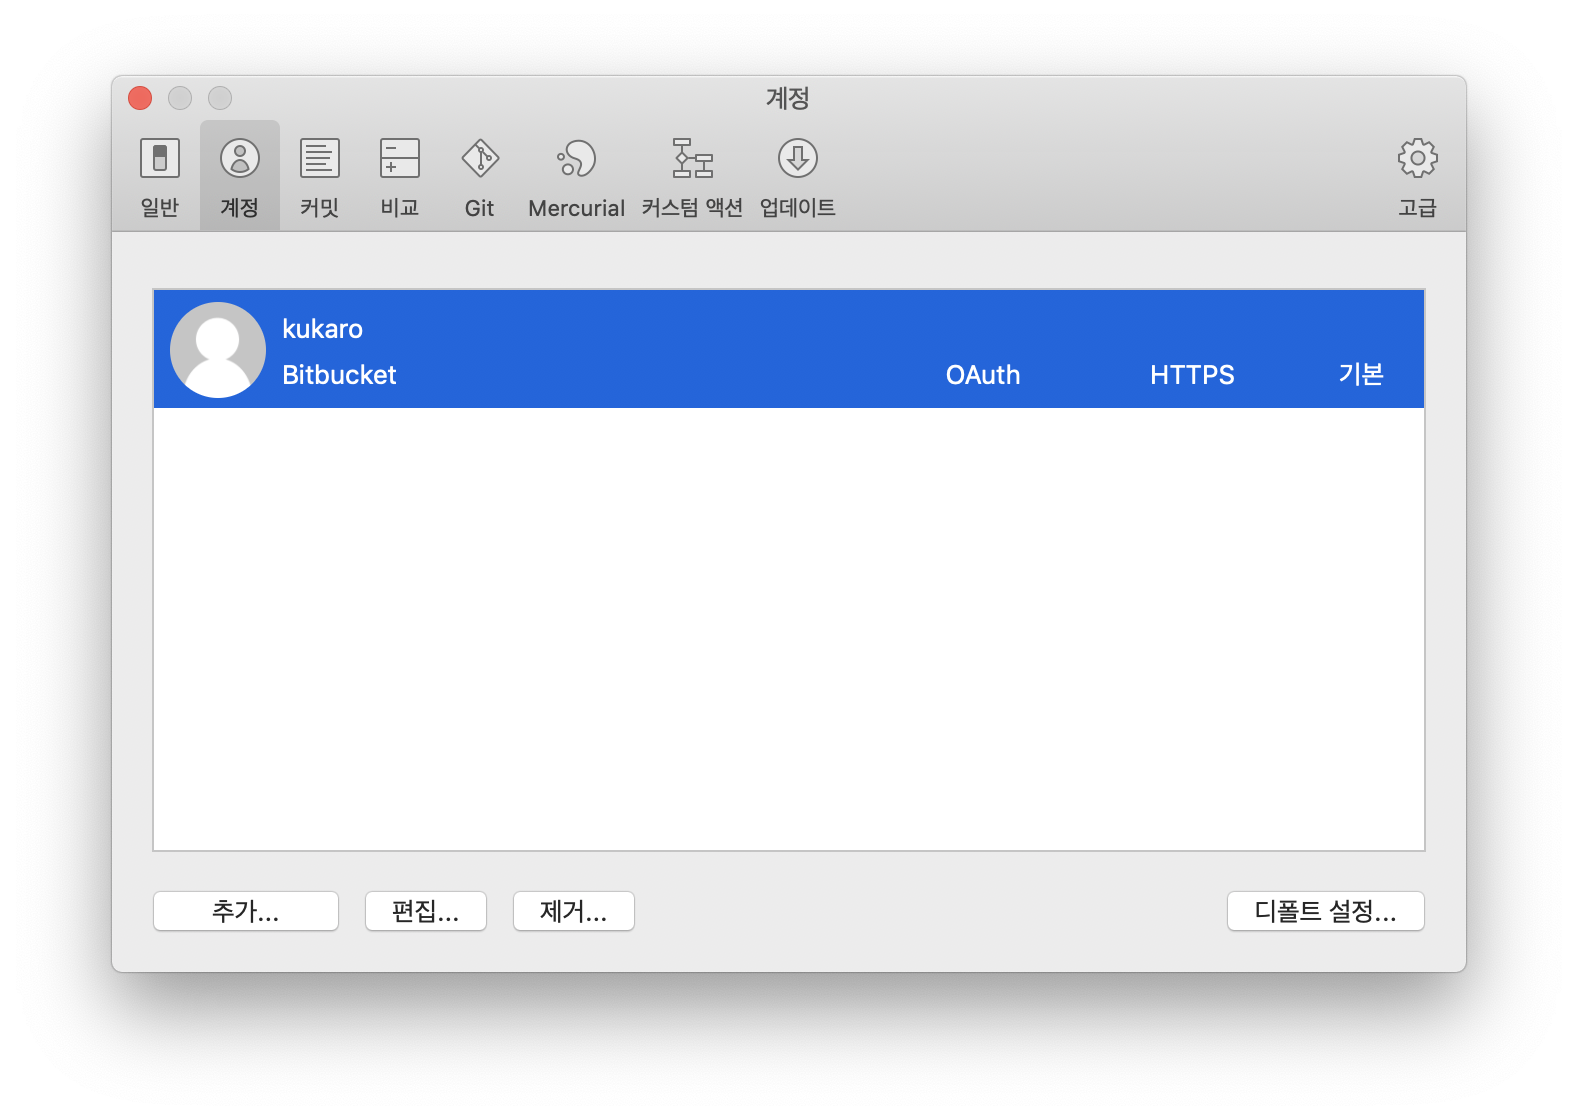 계정
일반 계정 커밋 비교 Git Mercurial 커스텀 액션 업데이트 고급
kukaro
Bitbucket OAuth HTTPS 기본
추가... 편집... 제거... 디폴트 설정...